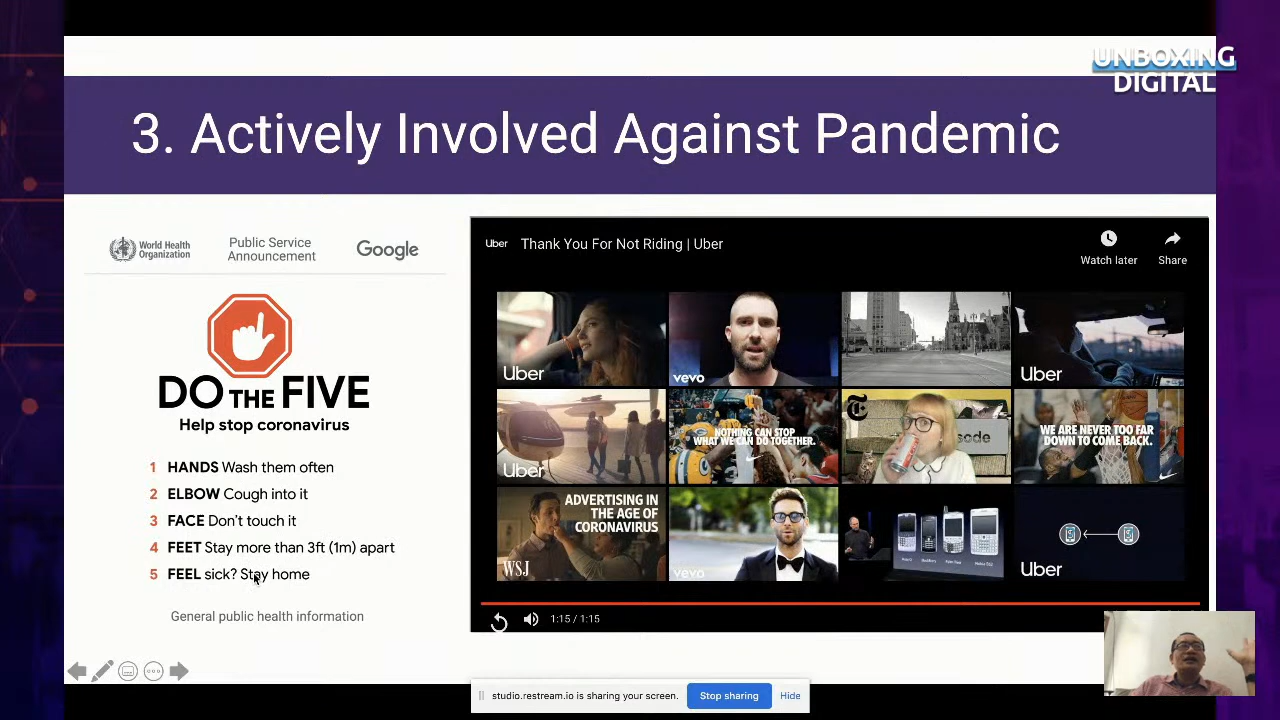 UNBOXING
DIGITAL
3. Actively Involved Against Pandemic
World Health
Organization
Public Service
Announcement
Google
DO THE FIVE
Help stop coronavirus
1 HANDS Wash them often
2 ELBOW Cough into it
3 FACE Don't touch it
4 FEET Stay more than 3ft (1m) apart
5 FEEL sick? Stay home
General public health information
Uber
Thank You For Not Riding | Uber
Watch later
Share
Uber
vevo
Uber
Uber
NOTHING CAN STOP
WHAT WE CAN DO TOGETHER.
sode
WE ARE NEVER TOO FAR
DOWN TO COME BACK.
ADVERTISING IN
THE AGE OF
CORONAVIRUS
WSJ
vevo
Uber
1:15 / 1:15
studio.restream.io is sharing your screen.
Stop sharing
Hide